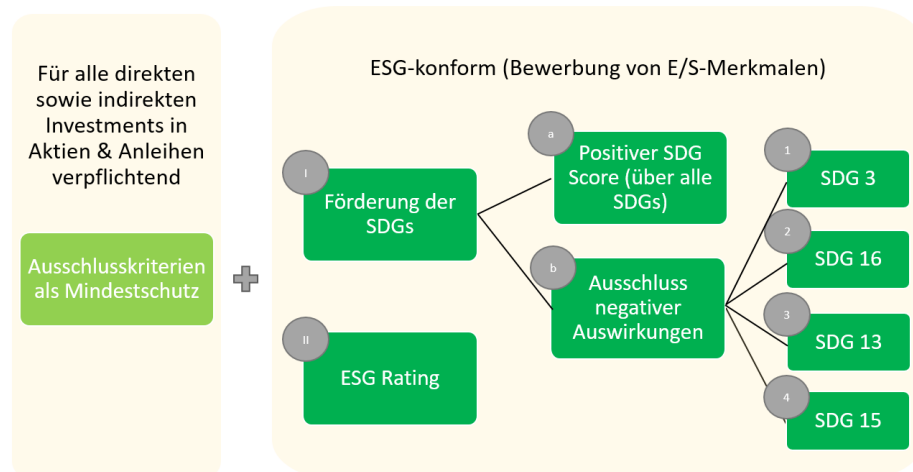 Für alle direkten
sowie indirekten
Investments in
Aktien & Anleihen
verpflichtend
Ausschlusskriterien
als Mindestschutz
ESG-konform (Bewerbung von E/S-Merkmalen)
I
Förderung der
SDGs
a
Positiver SDG
Score (über alle
SDGs)
b
Ausschluss
negativer
Auswirkungen
1
SDG 3
2
SDG 16
3
SDG 13
4
SDG 15
II
ESG Rating